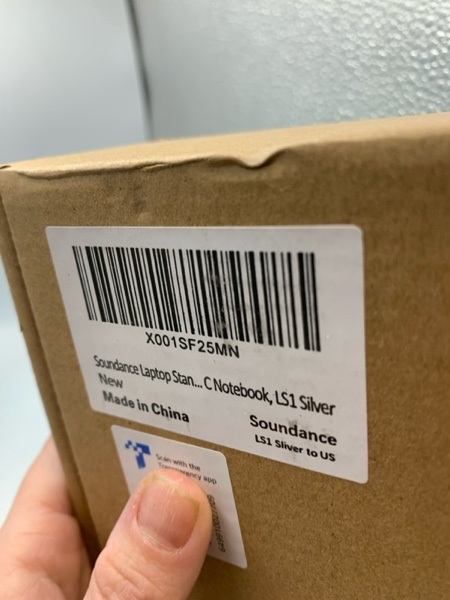 X001SF25MN
Soundance Laptop Stan... C Notebook, LS1 Silver
New
Made in China
Soundance
LS1 Sliver to US
Scan with the
Transparency app